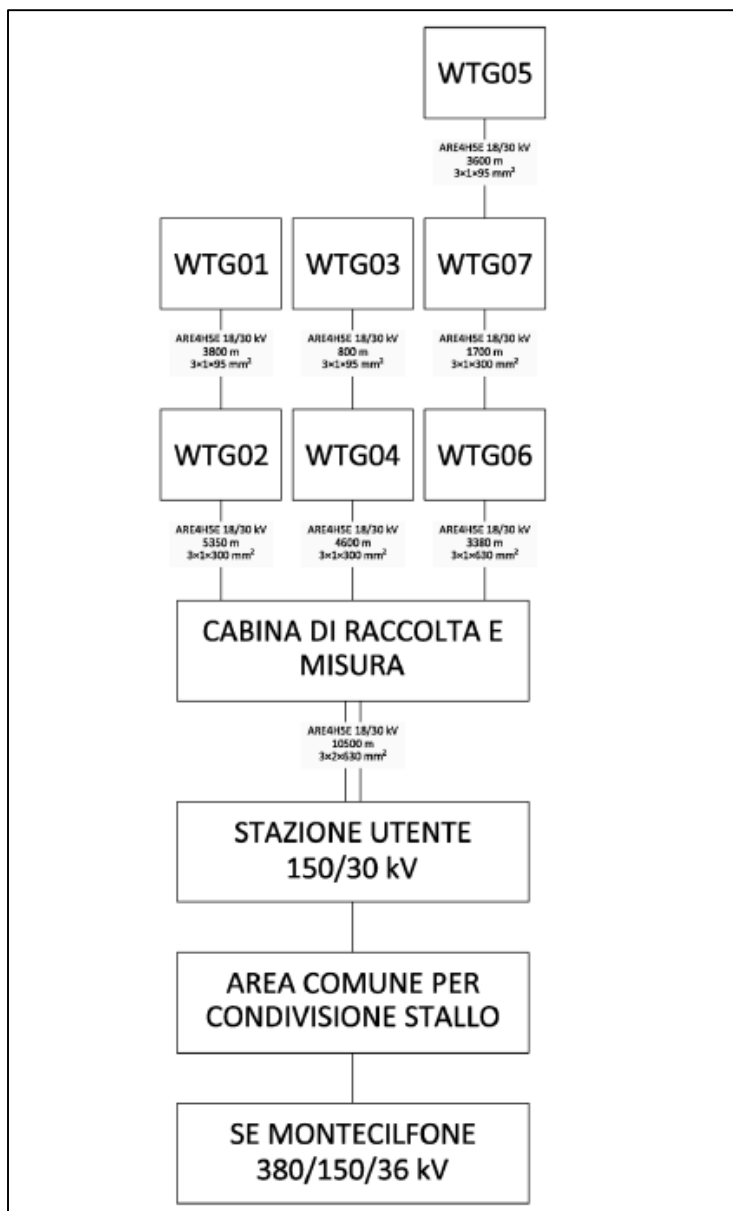 WTG05
ARE4H5E 18/30 kV
3600 m
3×1×95 mm²
WTG01
WTG03
WTG07
ARE4H5E 18/30 kV
3800 m
3×1×95 mm²
ARE4H5E 18/30 kV
800 m
3×1×95 mm²
ARE4H5E 18/30 kV
1700 m
3×1×300 mm²
WTG02
WTG04
WTG06
ARE4H5E 18/30 kV
5350 m
3×1×300 mm²
ARE4H5E 18/30 kV
4600 m
3×1×300 mm²
ARE4H5E 18/30 kV
3380 m
3×1×630 mm²
CABINA DI RACCOLTA E
MISURA
ARE4H5E 18/30 kV
10500 m
3×2×630 mm²
STAZIONE UTENTE
150/30 kV
AREA COMUNE PER
CONDIVISIONE STALLO
SE MONTECILFONE
380/150/36 kV